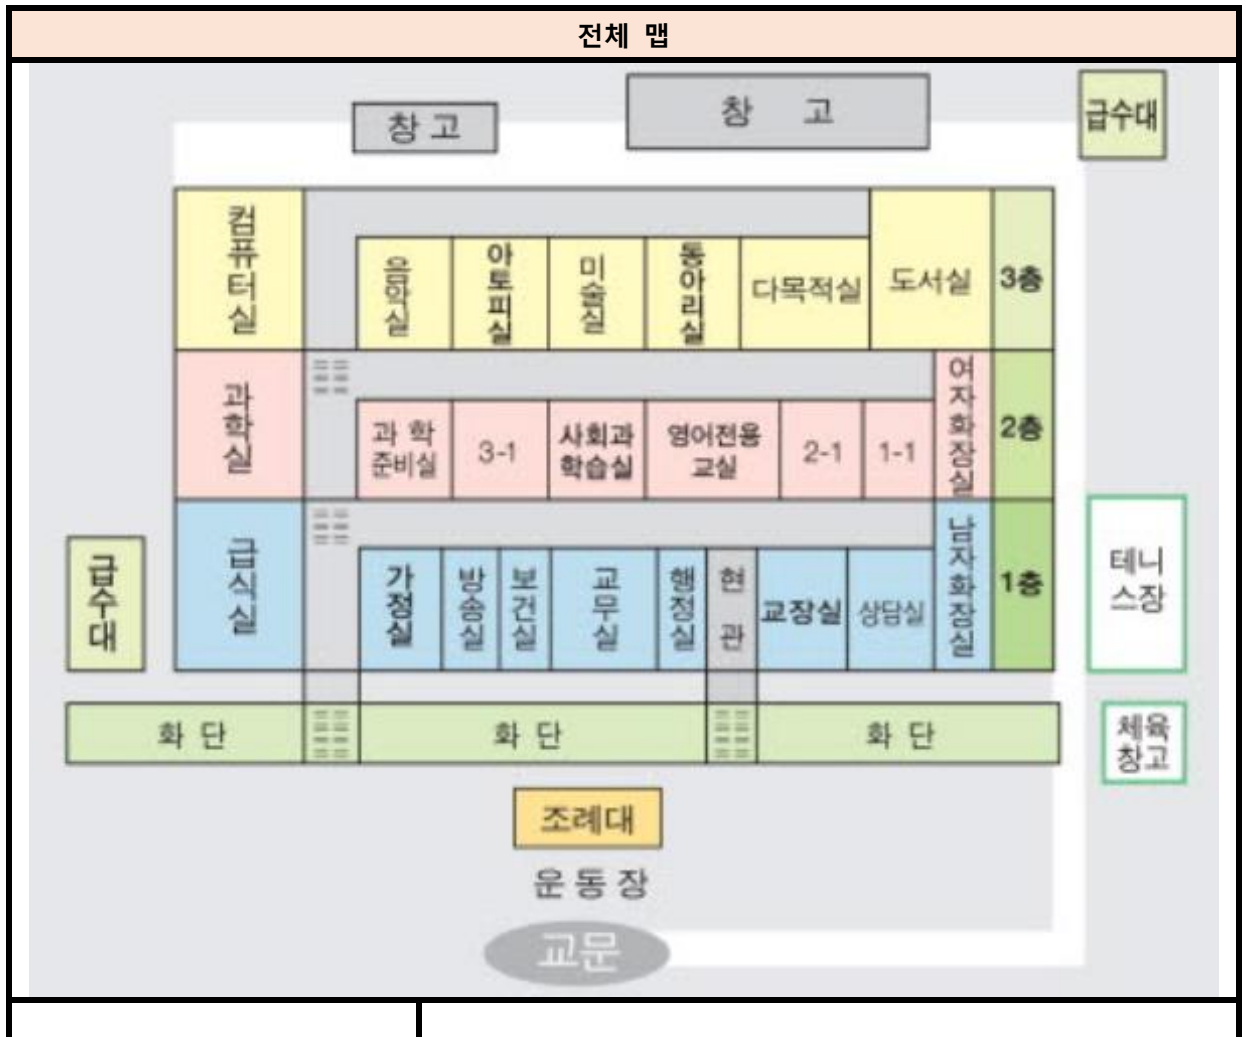 전체 맵
창고
창 고
급수대
컴퓨터실
음악실
아토피실
미술실
동아리실
다목적실
도서실
3층
과학실
과 학
준비실
3-1
사회과
학습실
영어전용
교실
2-1
1-1
여자화장실
2층
급수대
급식실
가정실
방송실
보건실
교무실
행정실
현관
교장실
상담실
남자화장실
1층
테니
스장
화 단
화 단
화 단
체육
창고
조례대
운 동 장
교문